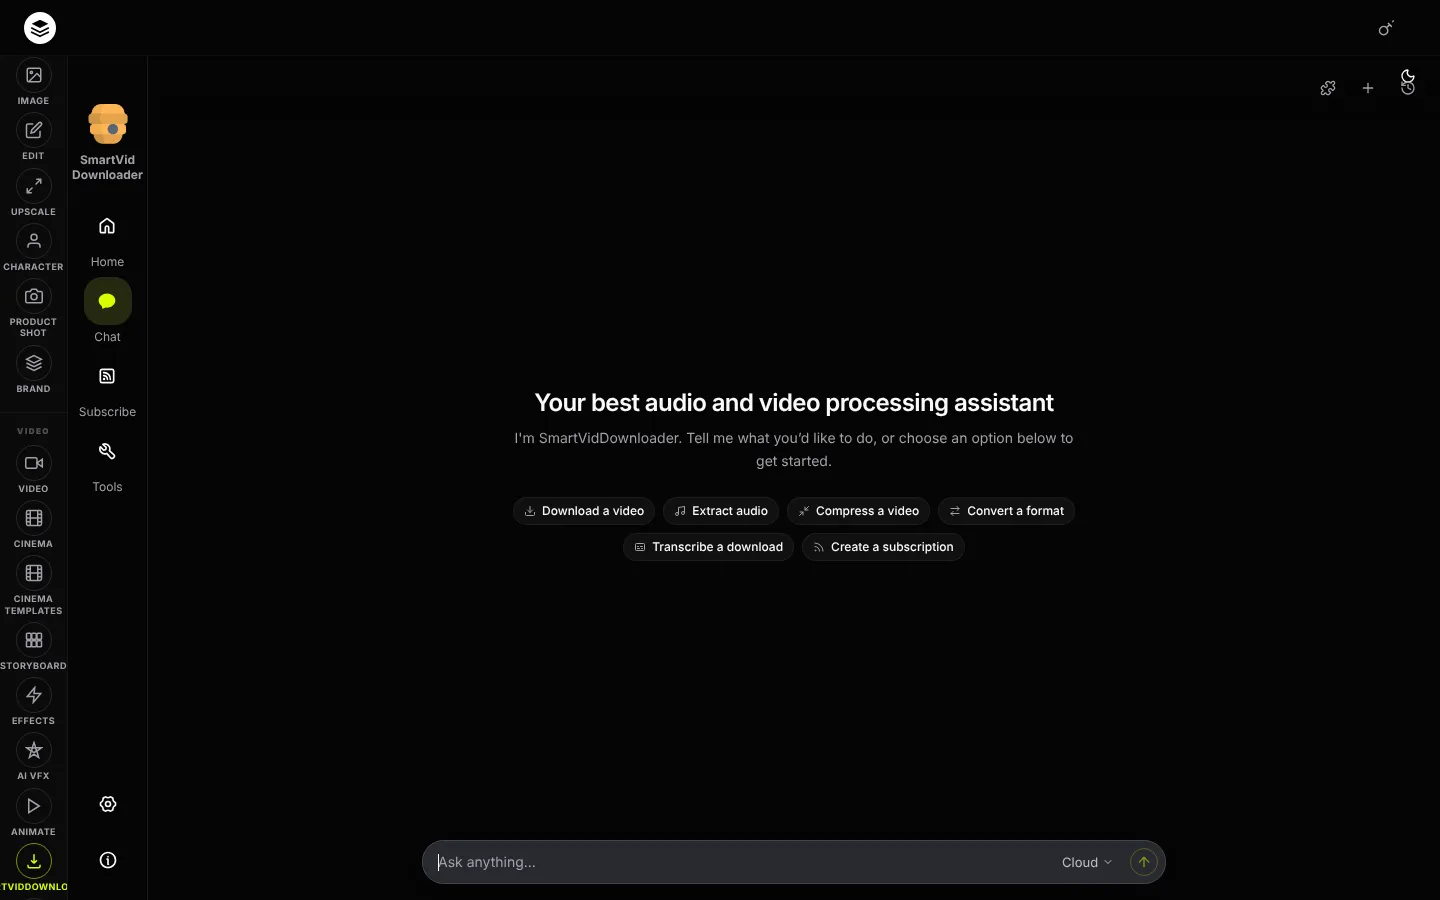 IMAGE
EDIT
UPSCALE
CHARACTER
PRODUCT
SHOT
BRAND
VIDEO
VIDEO
CINEMA
CINEMA
TEMPLATES
STORYBOARD
EFFECTS
AI VFX
ANIMATE
TVIDDOWNLO
SmartVid
Downloader
Home
Chat
Subscribe
Tools
Your best audio and video processing assistant
I'm SmartVidDownloader. Tell me what you’d like to do, or choose an option below to
get started.
Download a video
Extract audio
Compress a video
Convert a format
Transcribe a download
Create a subscription
Ask anything...
Cloud